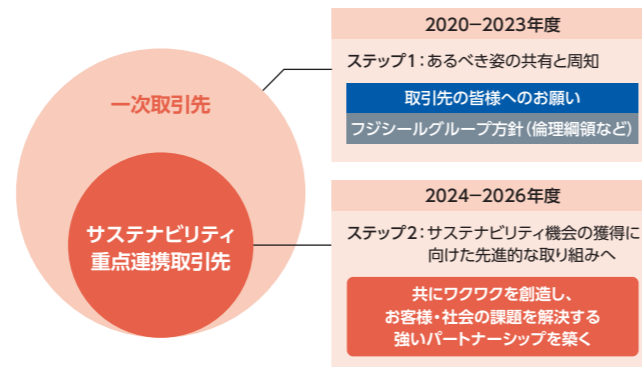 一次取引先
サステナビリティ
重点連携取引先
2020−2023年度
ステップ1：あるべき姿の共有と周知
取引先の皆様へのお願い
フジシールグループ方針（倫理綱領など）
2024−2026年度
ステップ2：サステナビリティ機会の獲得に
向けた先進的な取り組みへ
共にワクワクを創造し、
お客様・社会の課題を解決する
強いパートナーシップを築く